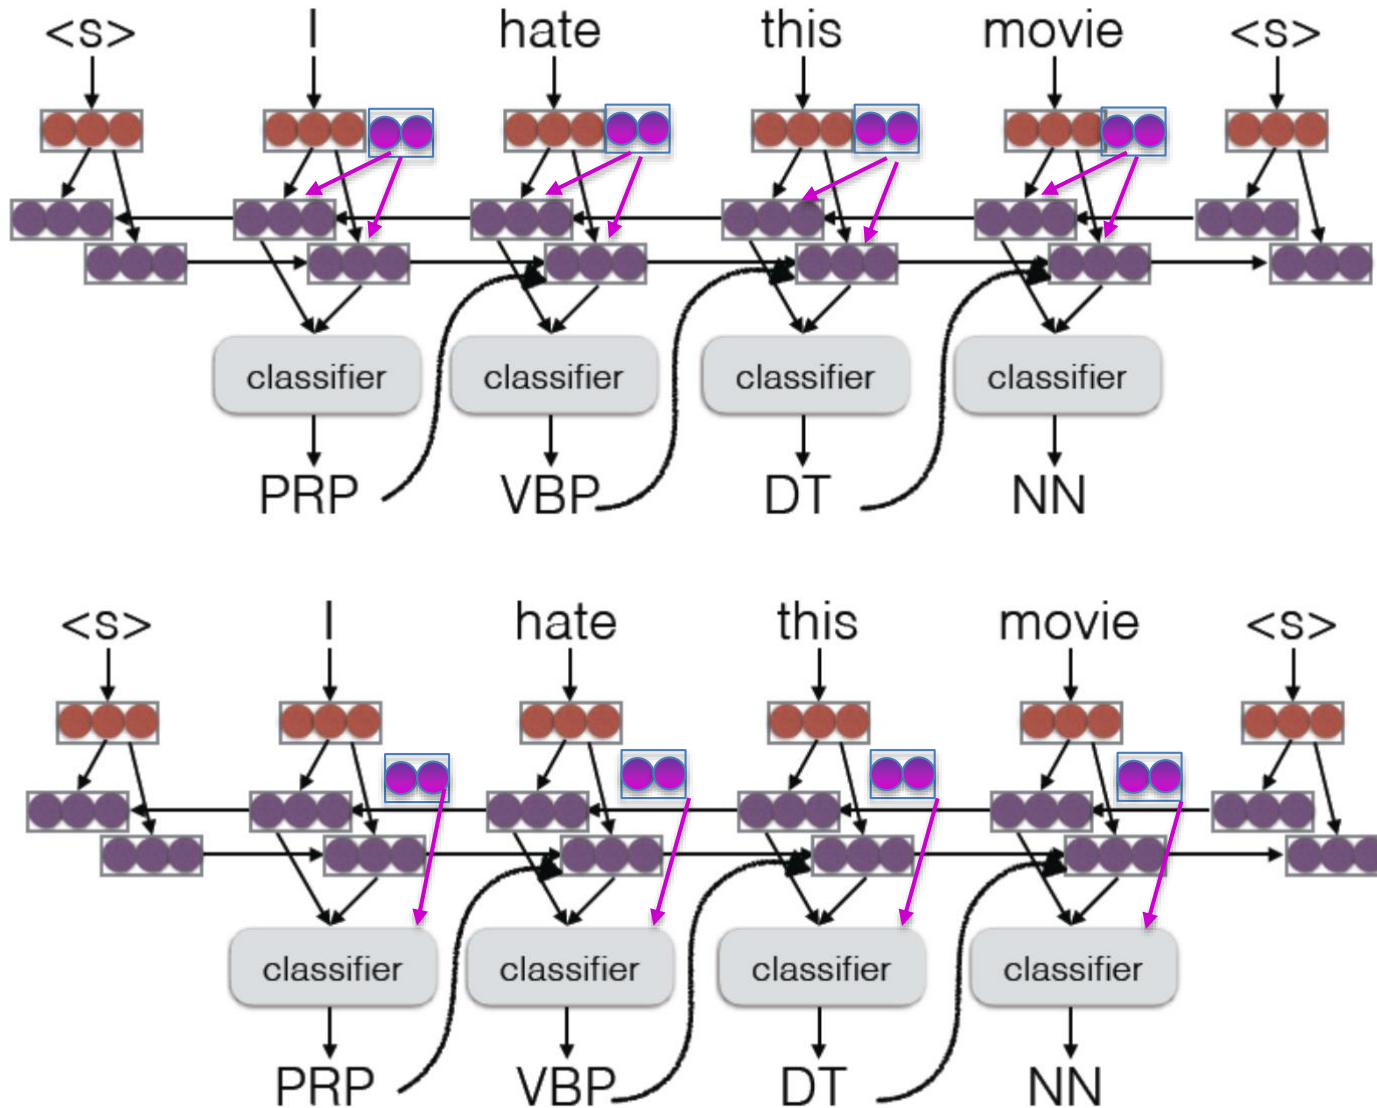 <s> I hate this movie <s>
classifier classifier classifier classifier
PRP VBP DT NN
<s> I hate this movie <s>
classifier classifier classifier classifier
PRP VBP DT NN